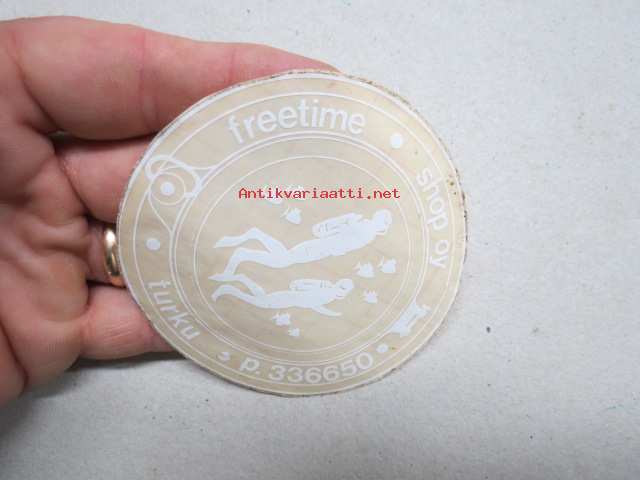 freetime
shop oy
turku
p. 336650
Antikvariaatti.net